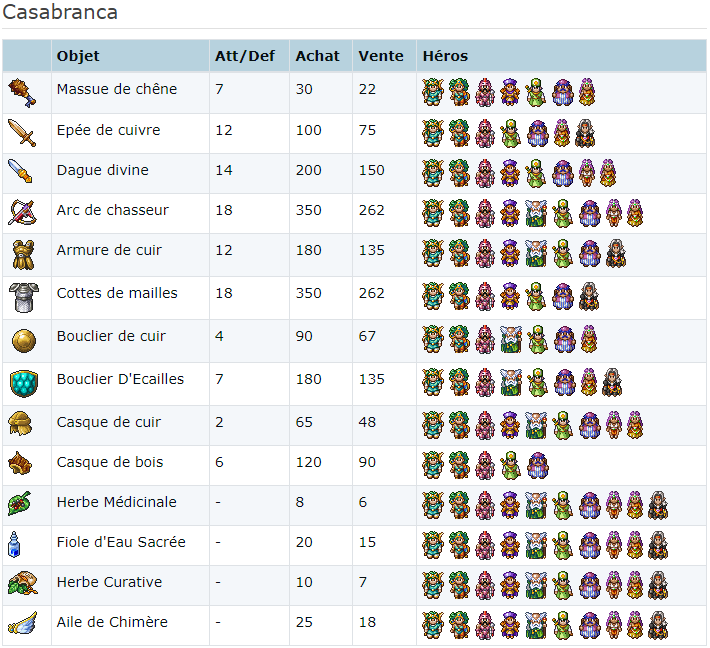 Casabranca
Objet Att/Def Achat Vente Héros
Massue de chêne 7 30 22
Epée de cuivre 12 100 75
Dague divine 14 200 150
Arc de chasseur 18 350 262
Armure de cuir 12 180 135
Cottes de mailles 18 350 262
Bouclier de cuir 4 90 67
Bouclier D'Ecailles 7 180 135
Casque de cuir 2 65 48
Casque de bois 6 120 90
Herbe Médicinale - 8 6
Fiole d'Eau Sacrée - 20 15
Herbe Curative - 10 7
Aile de Chimère - 25 18